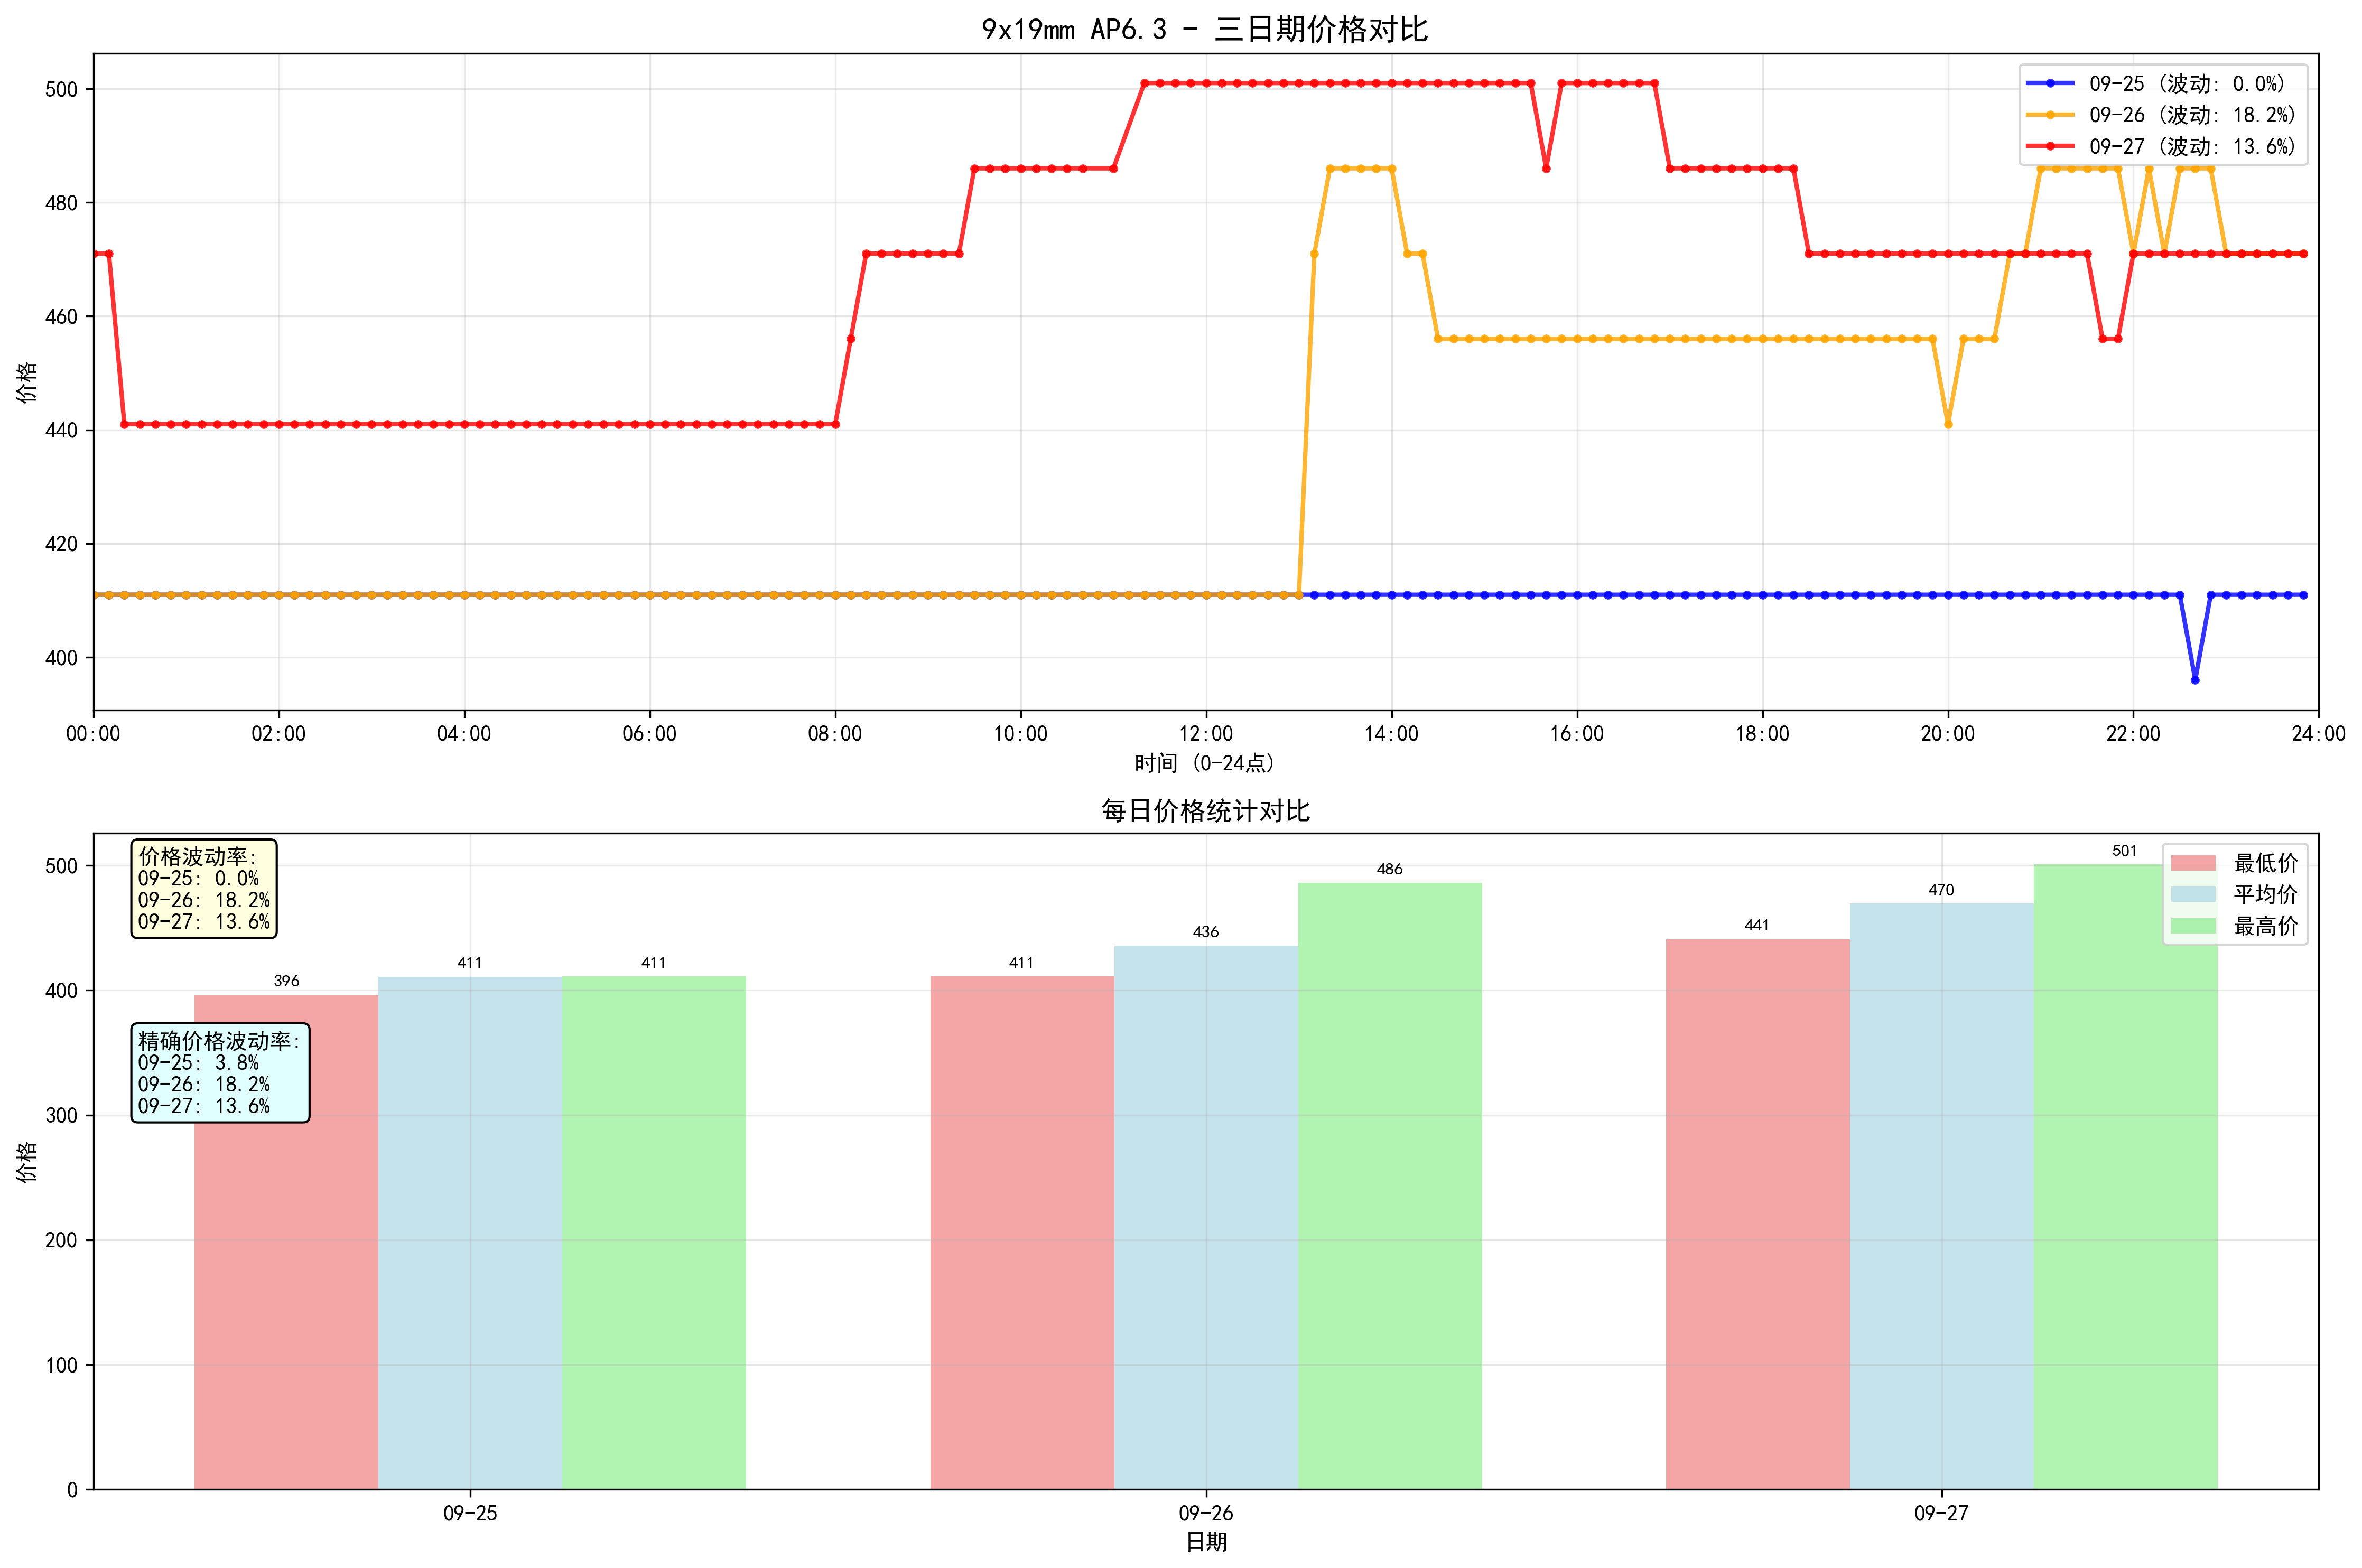 9x19mm AP6.3 - 三日期价格对比
09-25 (波动: 0.0%)
09-26 (波动: 18.2%)
09-27 (波动: 13.6%)
价格
500
480
460
440
420
400
00:00 02:00 04:00 06:00 08:00 10:00 12:00 14:00 16:00 18:00 20:00 22:00 24:00
时间 (0-24点)
每日价格统计对比
价格波动率:
09-25: 0.0%
09-26: 18.2%
09-27: 13.6%
精确价格波动率:
09-25: 3.8%
09-26: 18.2%
09-27: 13.6%
最低价
平均价
最高价
396 411 411 411 436 486 441 470 501
价格
500
400
300
200
100
0
09-25 09-26 09-27
日期